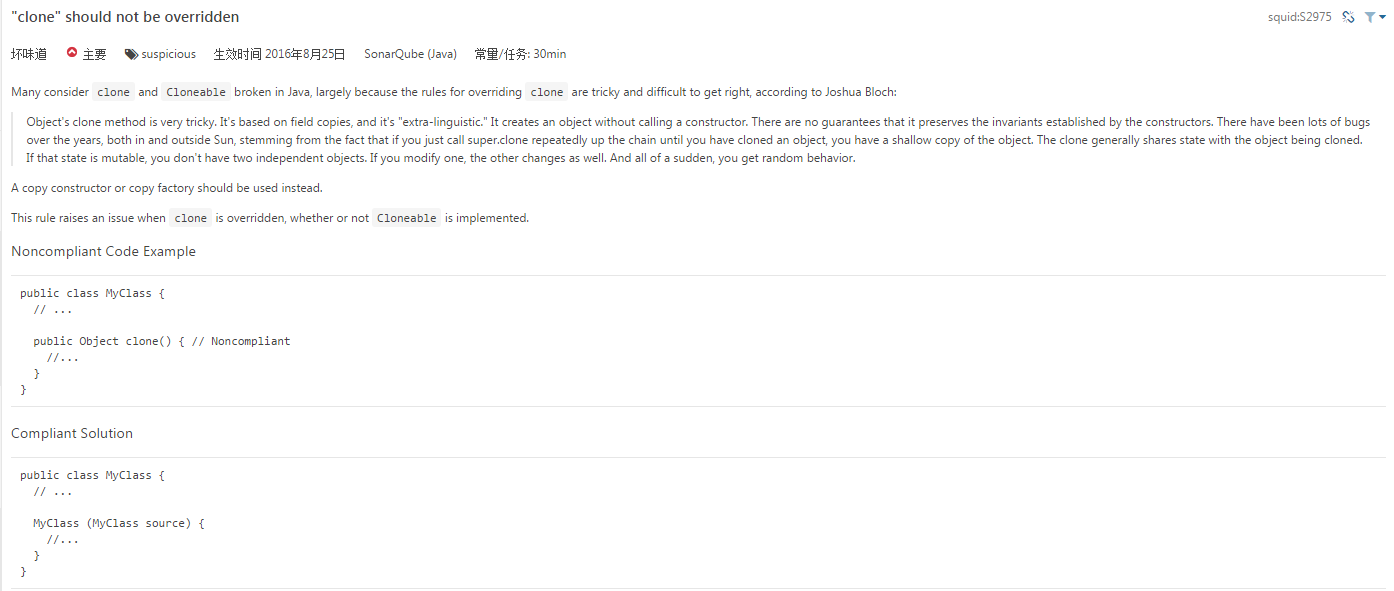 "clone" should not be overridden
squid:S2975
坏味道 主要 suspicious 生效时间 2016年8月25日 SonarQube (Java) 常量/任务: 30min
Many consider clone and Cloneable broken in Java, largely because the rules for overriding clone are tricky and difficult to get right, according to Joshua Bloch:
Object's clone method is very tricky. It's based on field copies, and it's "extra-linguistic." It creates an object without calling a constructor. There are no guarantees that it preserves the invariants established by the constructors. There have been lots of bugs
over the years, both in and outside Sun, stemming from the fact that if you just call super.clone repeatedly up the chain until you have cloned an object, you have a shallow copy of the object. The clone generally shares state with the object being cloned.
If that state is mutable, you don't have two independent objects. If you modify one, the other changes as well. And all of a sudden, you get random behavior.
A copy constructor or copy factory should be used instead.
This rule raises an issue when clone is overridden, whether or not Cloneable is implemented.
Noncompliant Code Example
public class MyClass {
// ...
public Object clone() { // Noncompliant
//...
}
}
Compliant Solution
public class MyClass {
// ...
MyClass (MyClass source) {
//...
}
}